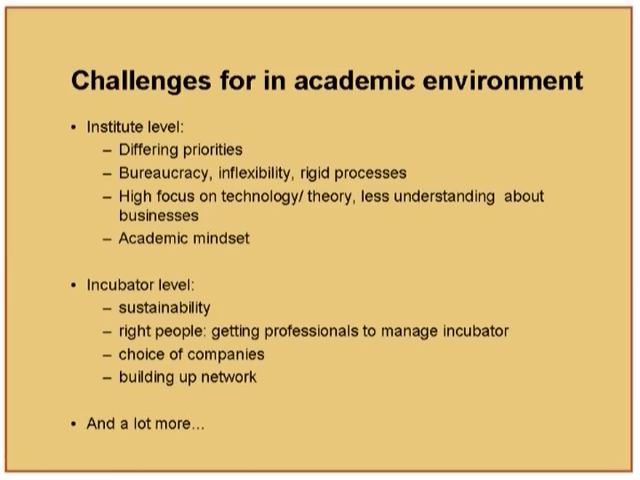 Challenges for in academic environment
• Institute level:
– Differing priorities
– Bureaucracy, inflexibility, rigid processes
– High focus on technology/ theory, less understanding about
businesses
– Academic mindset
• Incubator level:
– sustainability
– right people: getting professionals to manage incubator
– choice of companies
– building up network
• And a lot more...